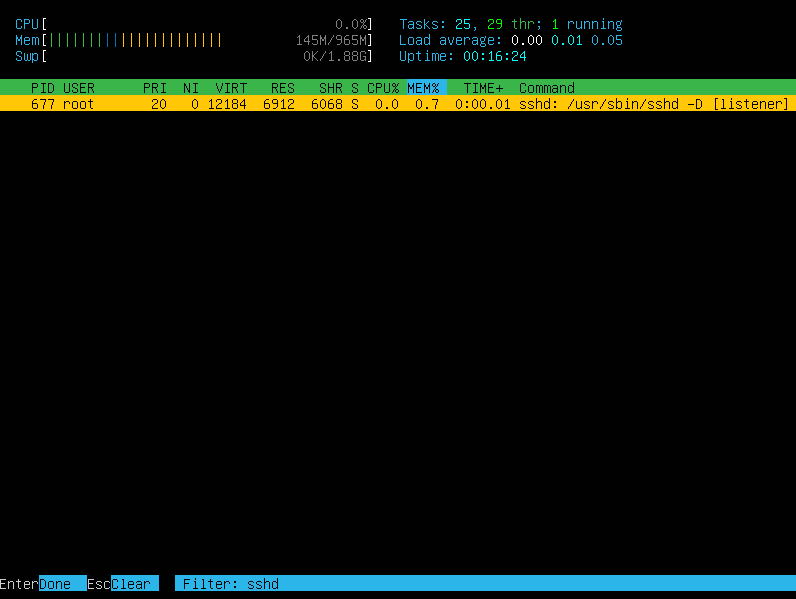 CPU[ 0.0%] Tasks: 25, 29 thr; 1 running
Mem[|||||||||||||||||||||| 145M/965M] Load average: 0.00 0.01 0.05
Swp[ 0K/1.88G] Uptime: 00:16:24
PID USER PRI NI VIRT RES SHR S CPU% MEM% TIME+ Command
677 root 20 0 12184 6912 6068 S 0.0 0.7 0:00.01 sshd: /usr/sbin/sshd -D [listener]
EnterDone EscClear Filter: sshd